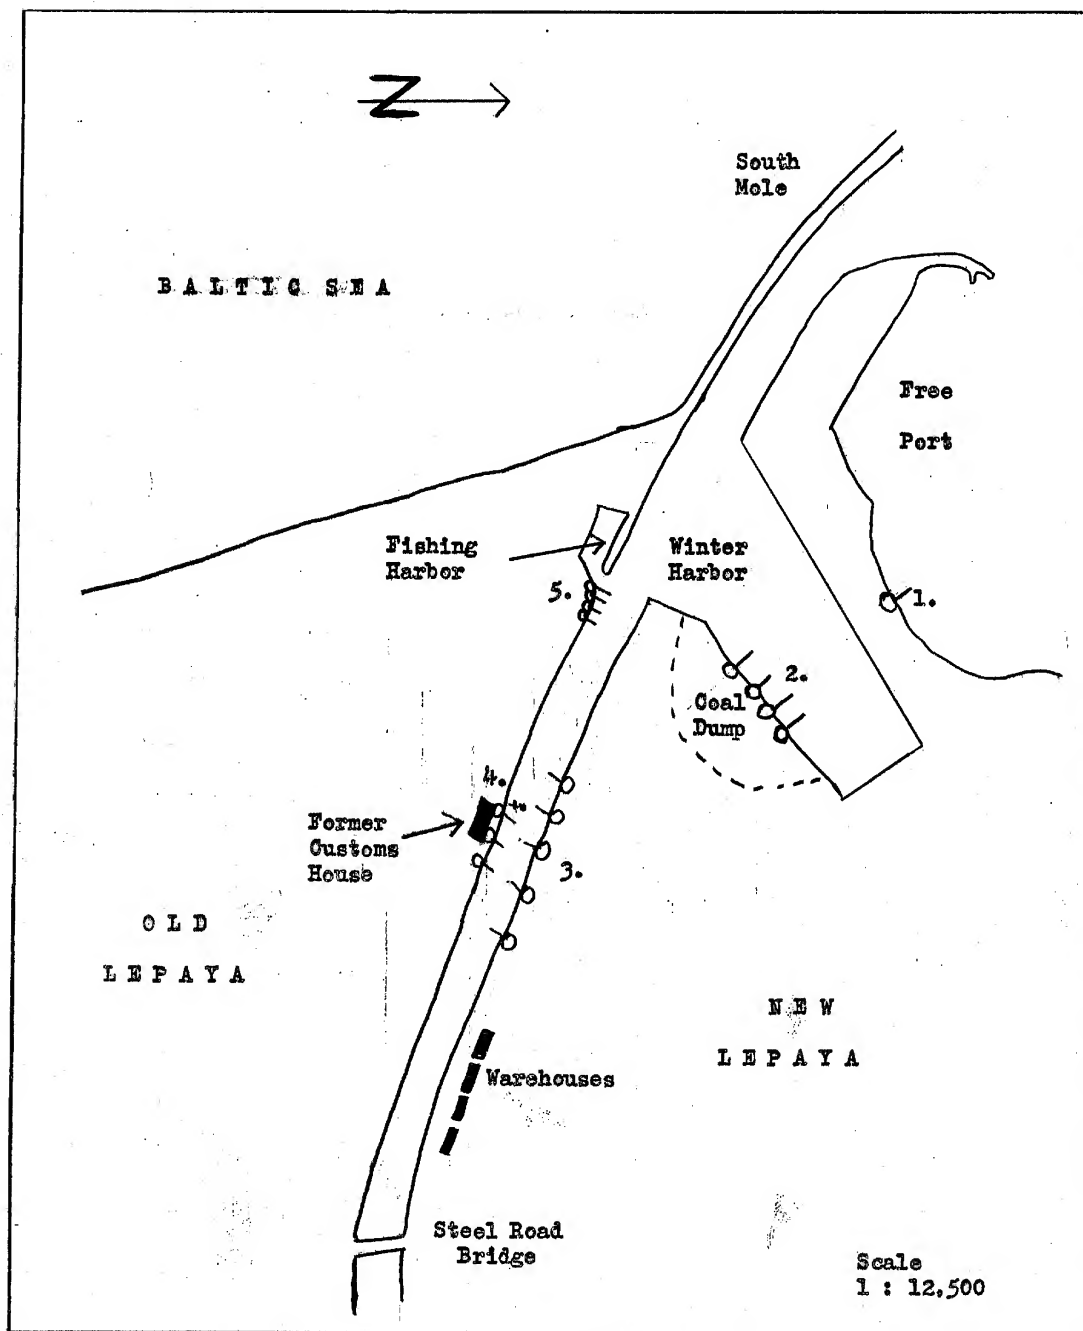 N
South
Mole
BALTIC SEA
Free
Port
Fishing
Harbor
Winter
Harbor
5.
1.
2.
Coal
Dump
4.
4.
Former
Customs
House
3.
OLD
LEPAYA
NEW
LEPAYA
Warehouses
Steel Road
Bridge
Scale
1 : 12,500